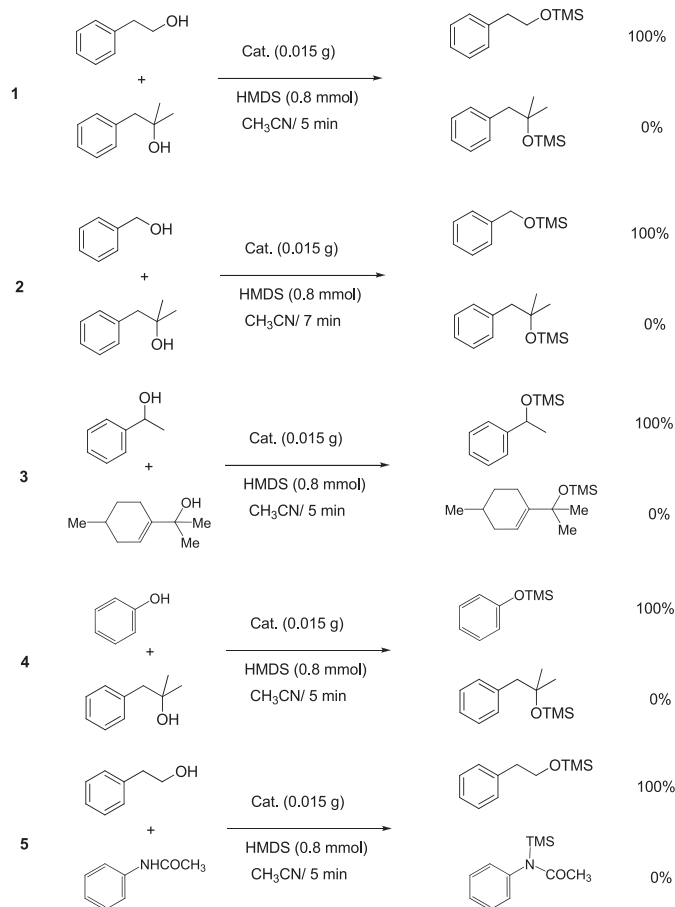 OH
OTMS
100%
Cat. (0.015 g)
+
1
HMDS (0.8 mmol)
CH₃CN/ 5 min
OH
OTMS
0%
OH
OTMS
100%
Cat. (0.015 g)
+
2
HMDS (0.8 mmol)
CH₃CN/ 7 min
OH
OTMS
0%
OH
OTMS
100%
Cat. (0.015 g)
+
3
HMDS (0.8 mmol)
CH₃CN/ 5 min
OH
Me
Me
Me
OTMS
Me
Me
Me
0%
OH
OTMS
100%
Cat. (0.015 g)
+
4
HMDS (0.8 mmol)
CH₃CN/ 5 min
OH
OTMS
0%
OH
OTMS
100%
Cat. (0.015 g)
+
5
HMDS (0.8 mmol)
CH₃CN/ 5 min
NHCOCH₃
TMS
N
COCH₃
0%